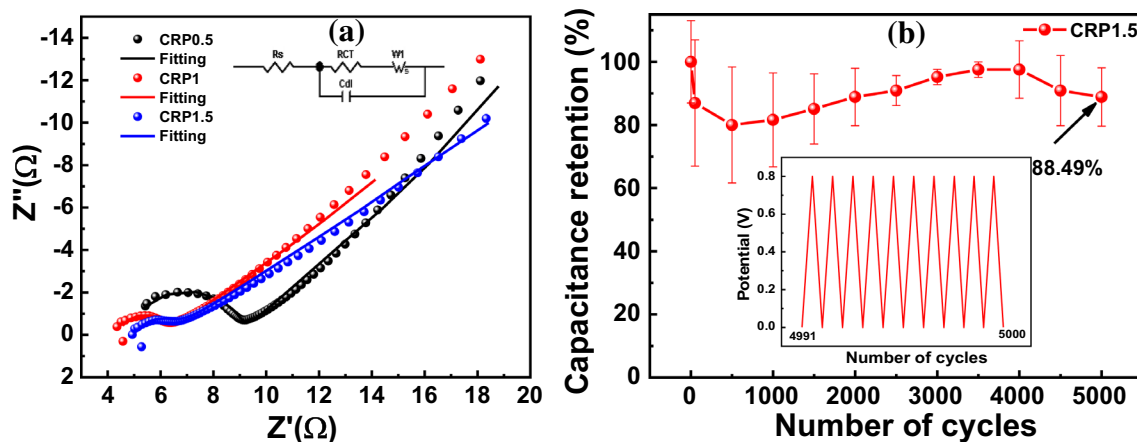 (a)
CRP0.5
Fitting
CRP1
Fitting
CRP1.5
Fitting
Rs
RCT
W1
Ws
Cdl
-14
-12
-10
-8
-6
-4
-2
0
2
Z''(Ω)
4 6 8 10 12 14 16 18 20
Z'(Ω)
(b)
CRP1.5
Capacitance retention (%)
120
100
80
60
40
20
0
88.49%
Potential (V)
0.8
0.6
0.4
0.2
0.0
4991 5000
Number of cycles
0 1000 2000 3000 4000 5000
Number of cycles